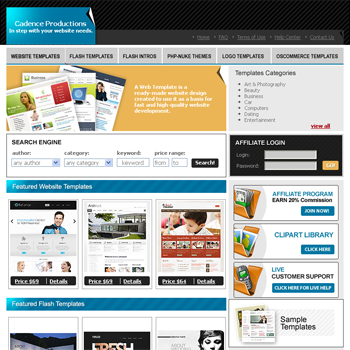 Cadence Productions
In step with your website needs.
Home
FAQ
Terms of Use
Help Center
Contact Us
WEBSITE TEMPLATES
FLASH TEMPLATES
FLASH INTROS
PHP-NUKE THEMES
LOGO TEMPLATES
OSCOMMERCE TEMPLATES
A Web Template is a
ready-made website design
created to use it as a basis for
fast and high-quality website
development.
Templates Categories
Art & Photography
Beauty
Business
Car
Computers
Dating
Entertainment
view all
SEARCH ENGINE
author:
category:
keyword:
price range:
any author
any category
keyword
from
to
Search!
AFFILIATE LOGIN
Login:
Password:
GO!
Featured Website Templates
Price $69
Details
Price $69
Details
Price $64
Details
AFFILIATE PROGRAM
EARN 20% Commission
JOIN NOW!
CLIPART LIBRARY
CLICK HERE
LIVE
CUSTOMER SUPPORT
CLICK HERE FOR LIVE HELP
Featured Flash Templates
FRESH
Sample
Templates